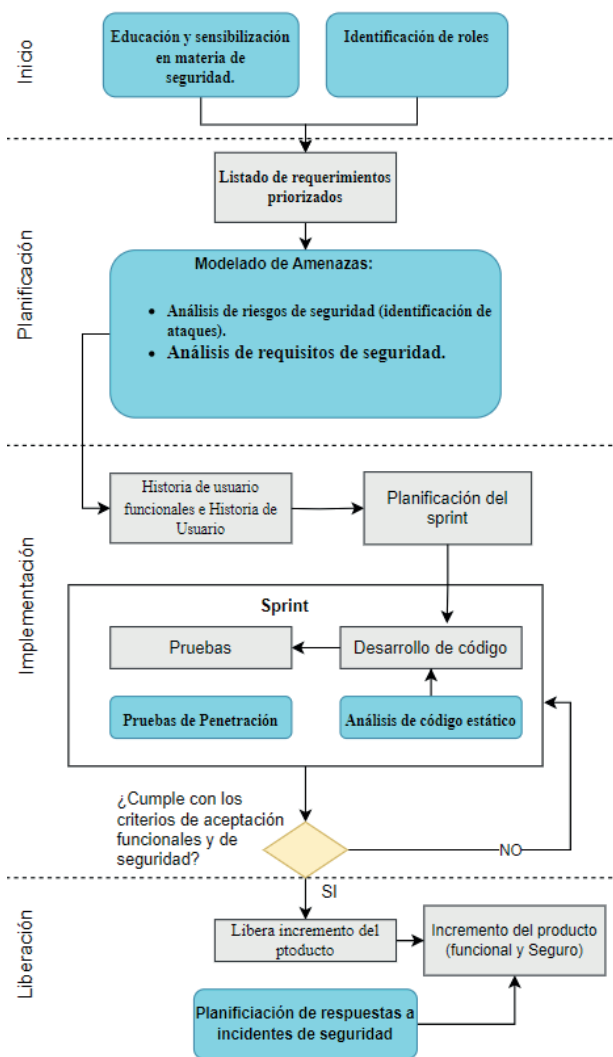 Inicio
Educación y sensibilización
en materia de
seguridad.
Identificación de roles
Planificación
Listado de requerimientos
priorizados
Modelado de Amenazas:
• Análisis de riesgos de seguridad (identificación de
ataques).
• Análisis de requisitos de seguridad.
Implementación
Historia de usuario
funcionales e Historia de
Usuario
Planificación del
sprint
Sprint
Pruebas
Desarrollo de código
Pruebas de Penetración
Análisis de código estático
¿Cumple con los
criterios de aceptación
funcionales y de
seguridad?
NO
SI
Liberación
Libera incremento del
ptoducto
Incremento del producto
(funcional y Seguro)
Planificiación de respuestas a
incidentes de seguridad